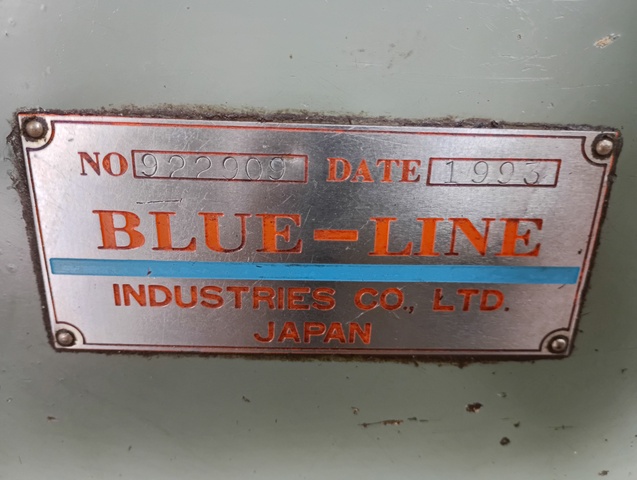 NO 922909 DATE 1993
BLUE-LINE
INDUSTRIES CO., LTD.
JAPAN